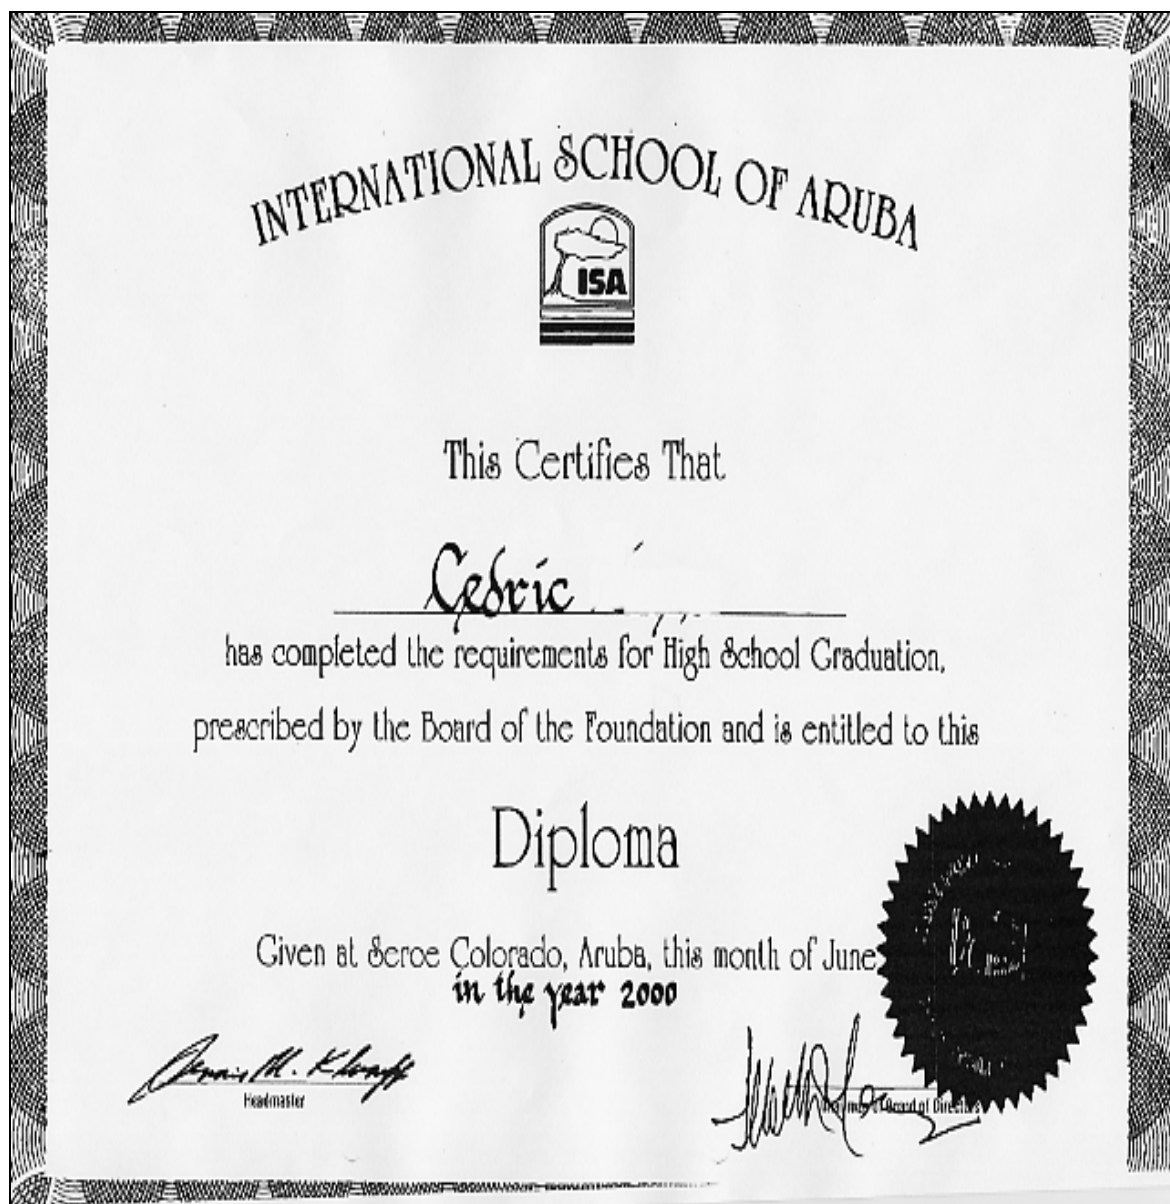 INTERNATIONAL SCHOOL OF ARUBA
ISA
This Certifies That
Cedric
has completed the requirements for High School Graduation,
prescribed by the Board of the Foundation and is entitled to this
Diploma
Given at Seroe Colorado, Aruba, this month of June
in the year 2000
Headmaster
Chairman of Board of Directors